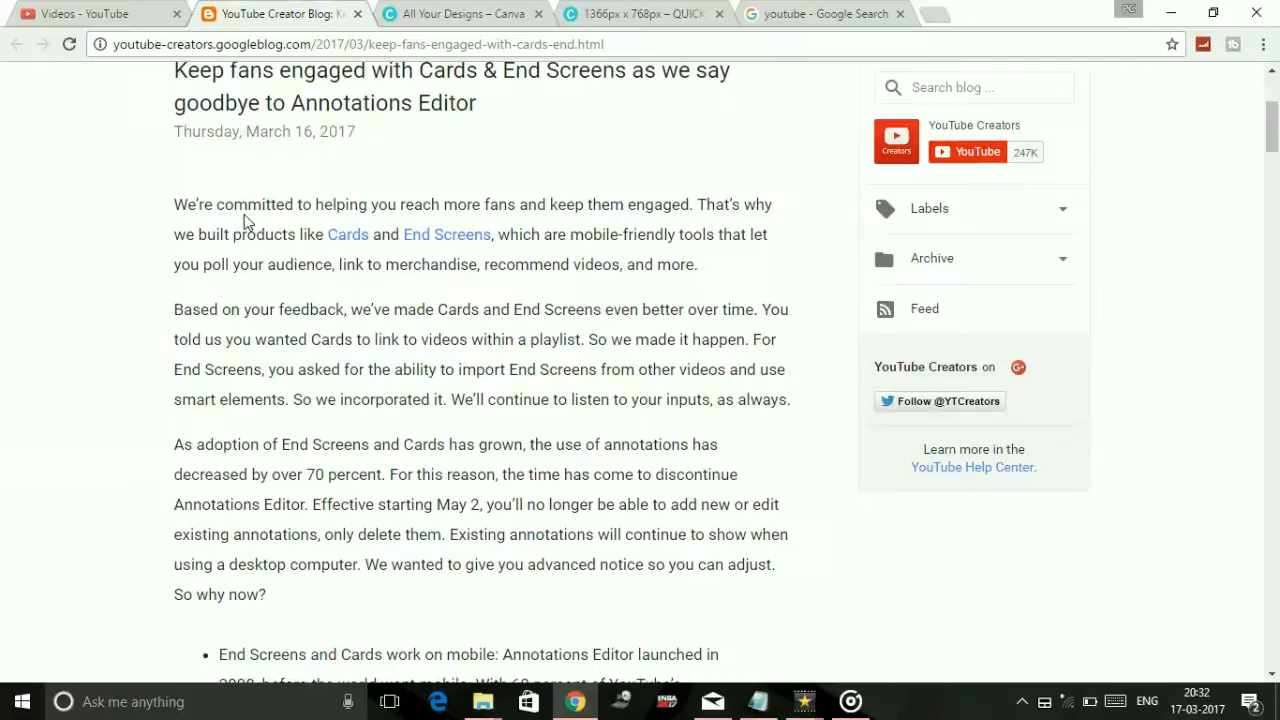 Videos - YouTube
YouTube Creator Blog: Ke
All Your Designs – Canva
1366px x 768px – QUICK
youtube - Google Search
PC
youtube-creators.googleblog.com/2017/03/keep-fans-engaged-with-cards-end.html
Keep fans engaged with Cards & End Screens as we say
goodbye to Annotations Editor
Thursday, March 16, 2017
We're committed to helping you reach more fans and keep them engaged. That's why
we built products like Cards and End Screens, which are mobile-friendly tools that let
you poll your audience, link to merchandise, recommend videos, and more.
Based on your feedback, we've made Cards and End Screens even better over time. You
told us you wanted Cards to link to videos within a playlist. So we made it happen. For
End Screens, you asked for the ability to import End Screens from other videos and use
smart elements. So we incorporated it. We'll continue to listen to your inputs, as always.
As adoption of End Screens and Cards has grown, the use of annotations has
decreased by over 70 percent. For this reason, the time has come to discontinue
Annotations Editor. Effective starting May 2, you'll no longer be able to add new or edit
existing annotations, only delete them. Existing annotations will continue to show when
using a desktop computer. We wanted to give you advanced notice so you can adjust.
So why now?
• End Screens and Cards work on mobile: Annotations Editor launched in
Search blog ...
Creators
YouTube Creators
YouTube 247K
Labels
Archive
Feed
YouTube Creators on
Follow @YTCreators
Learn more in the
YouTube Help Center.
Ask me anything
ENG
20:32
17-03-2017
2